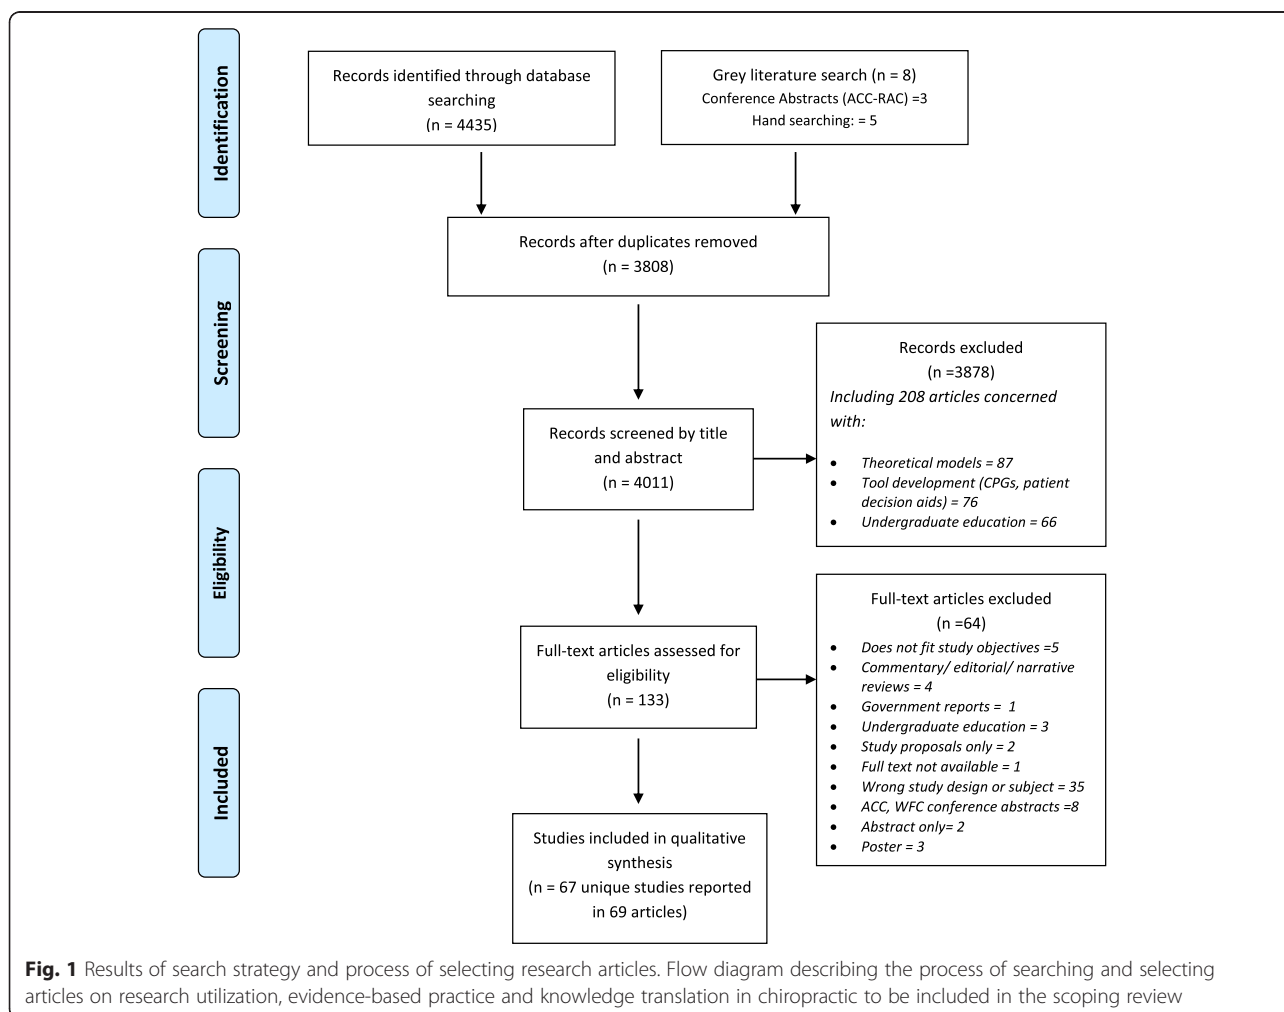 Identification
Records identified through database
searching
(n = 4435)
Grey literature search (n = 8)
Conference Abstracts (ACC-RAC) =3
Hand searching: = 5
Records after duplicates removed
(n = 3808)
Screening
Records screened by title
and abstract
(n = 4011)
Records excluded
(n =3878)
Including 208 articles concerned
with:
• Theoretical models = 87
• Tool development (CPGs, patient
decision aids) = 76
• Undergraduate education = 66
Eligibility
Full-text articles assessed for
eligibility
(n = 133)
Full-text articles excluded
(n =64)
• Does not fit study objectives =5
• Commentary/ editorial/ narrative
reviews = 4
• Government reports = 1
• Undergraduate education = 3
• Study proposals only = 2
• Full text not available = 1
• Wrong study design or subject = 35
• ACC, WFC conference abstracts =8
• Abstract only= 2
• Poster = 3
Included
Studies included in qualitative
synthesis
(n = 67 unique studies reported
in 69 articles)
Fig. 1 Results of search strategy and process of selecting research articles. Flow diagram describing the process of searching and selecting
articles on research utilization, evidence-based practice and knowledge translation in chiropractic to be included in the scoping review